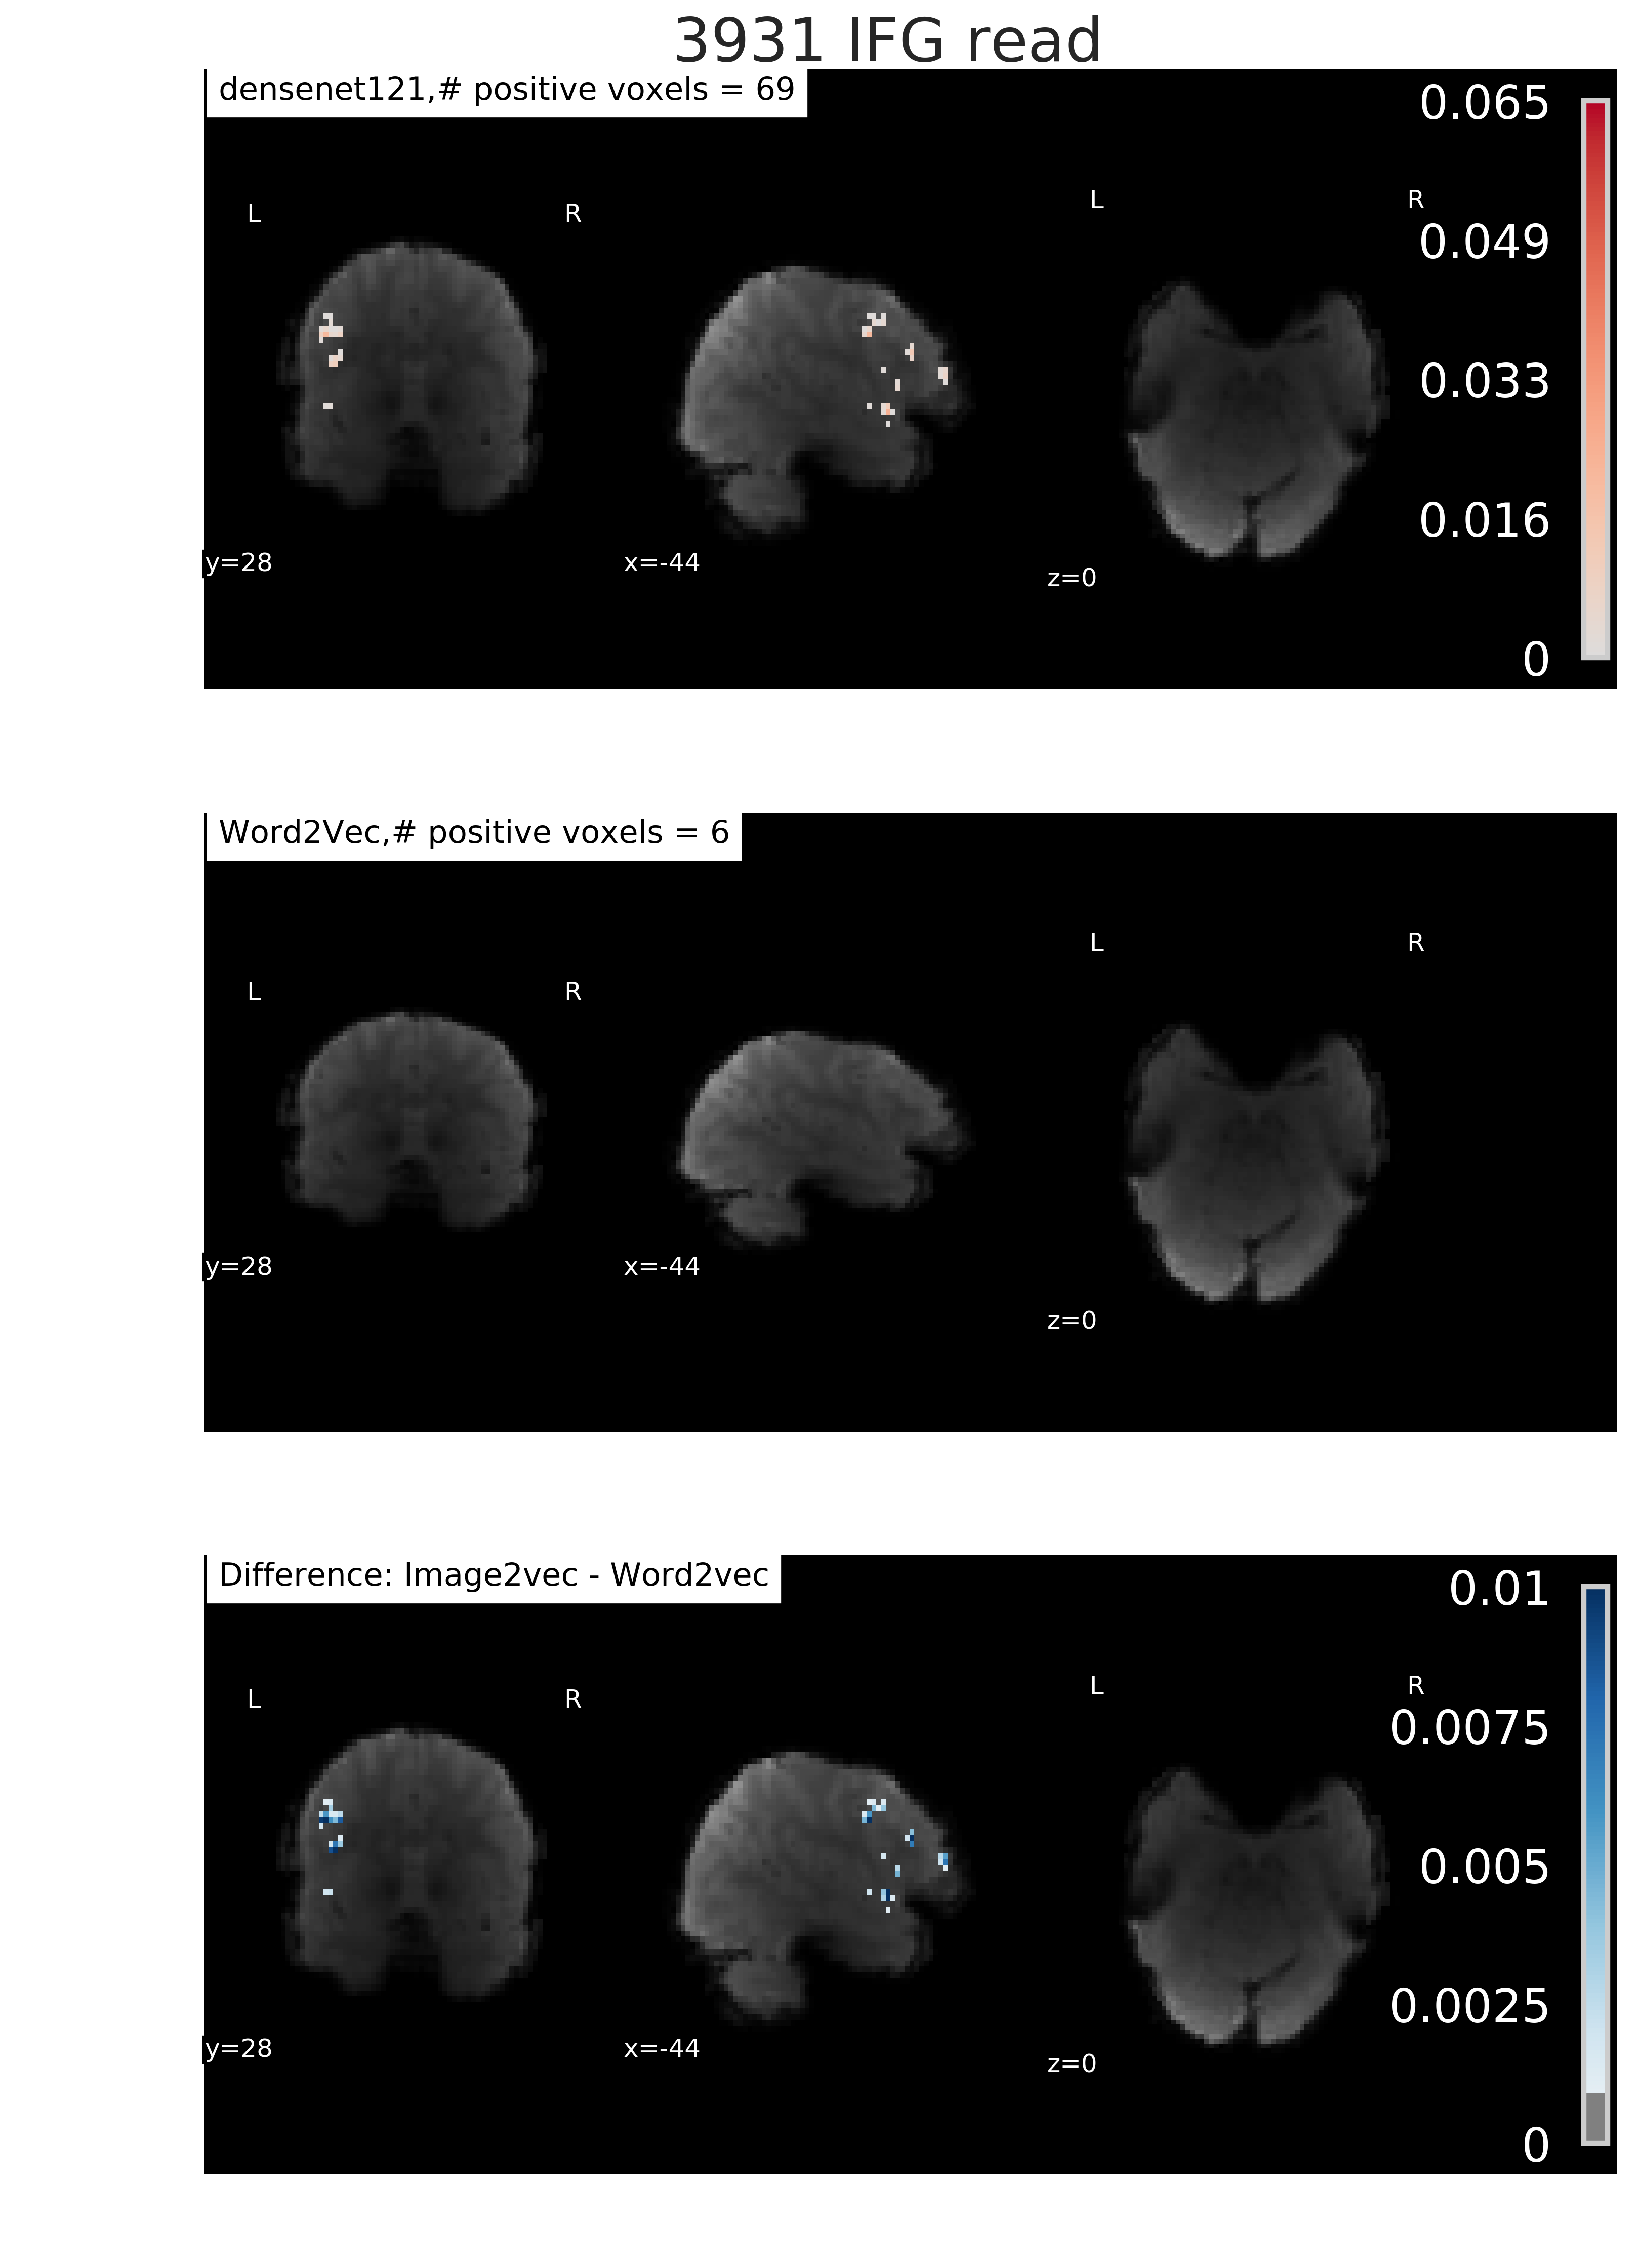 3931 IFG read
densenet121,# positive voxels = 69
0.065
L
R
L
R
0.049
0.033
0.016
y=28
x=-44
z=0
0
Word2Vec,# positive voxels = 6
L
R
L
R
y=28
x=-44
z=0
Difference: Image2vec - Word2vec
0.01
L
R
L
R
0.0075
0.005
0.0025
y=28
x=-44
z=0
0